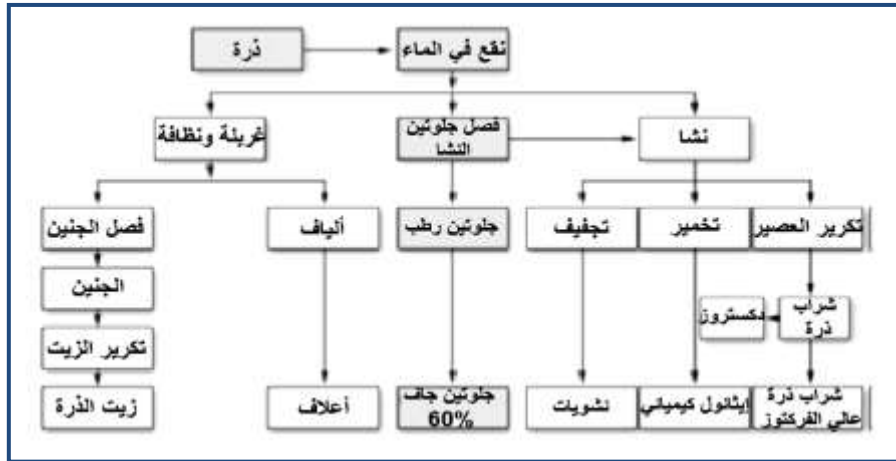 ذرة
نقع في الماء
غربئة ونظافة
فصل جلوتين
النشا
نشا
فصل الجنين
ألياف
جلوتين رطب
تجفيف
تخمير
تكرير العصير
الجنين
دكستروز
شراب
ذرة
تكرير الزيت
زيت الذرة
أعلاف
جلوتين جاف
60%
نشويات
إيثانول كيميائي
شراب ذرة
عالي الفركتوز